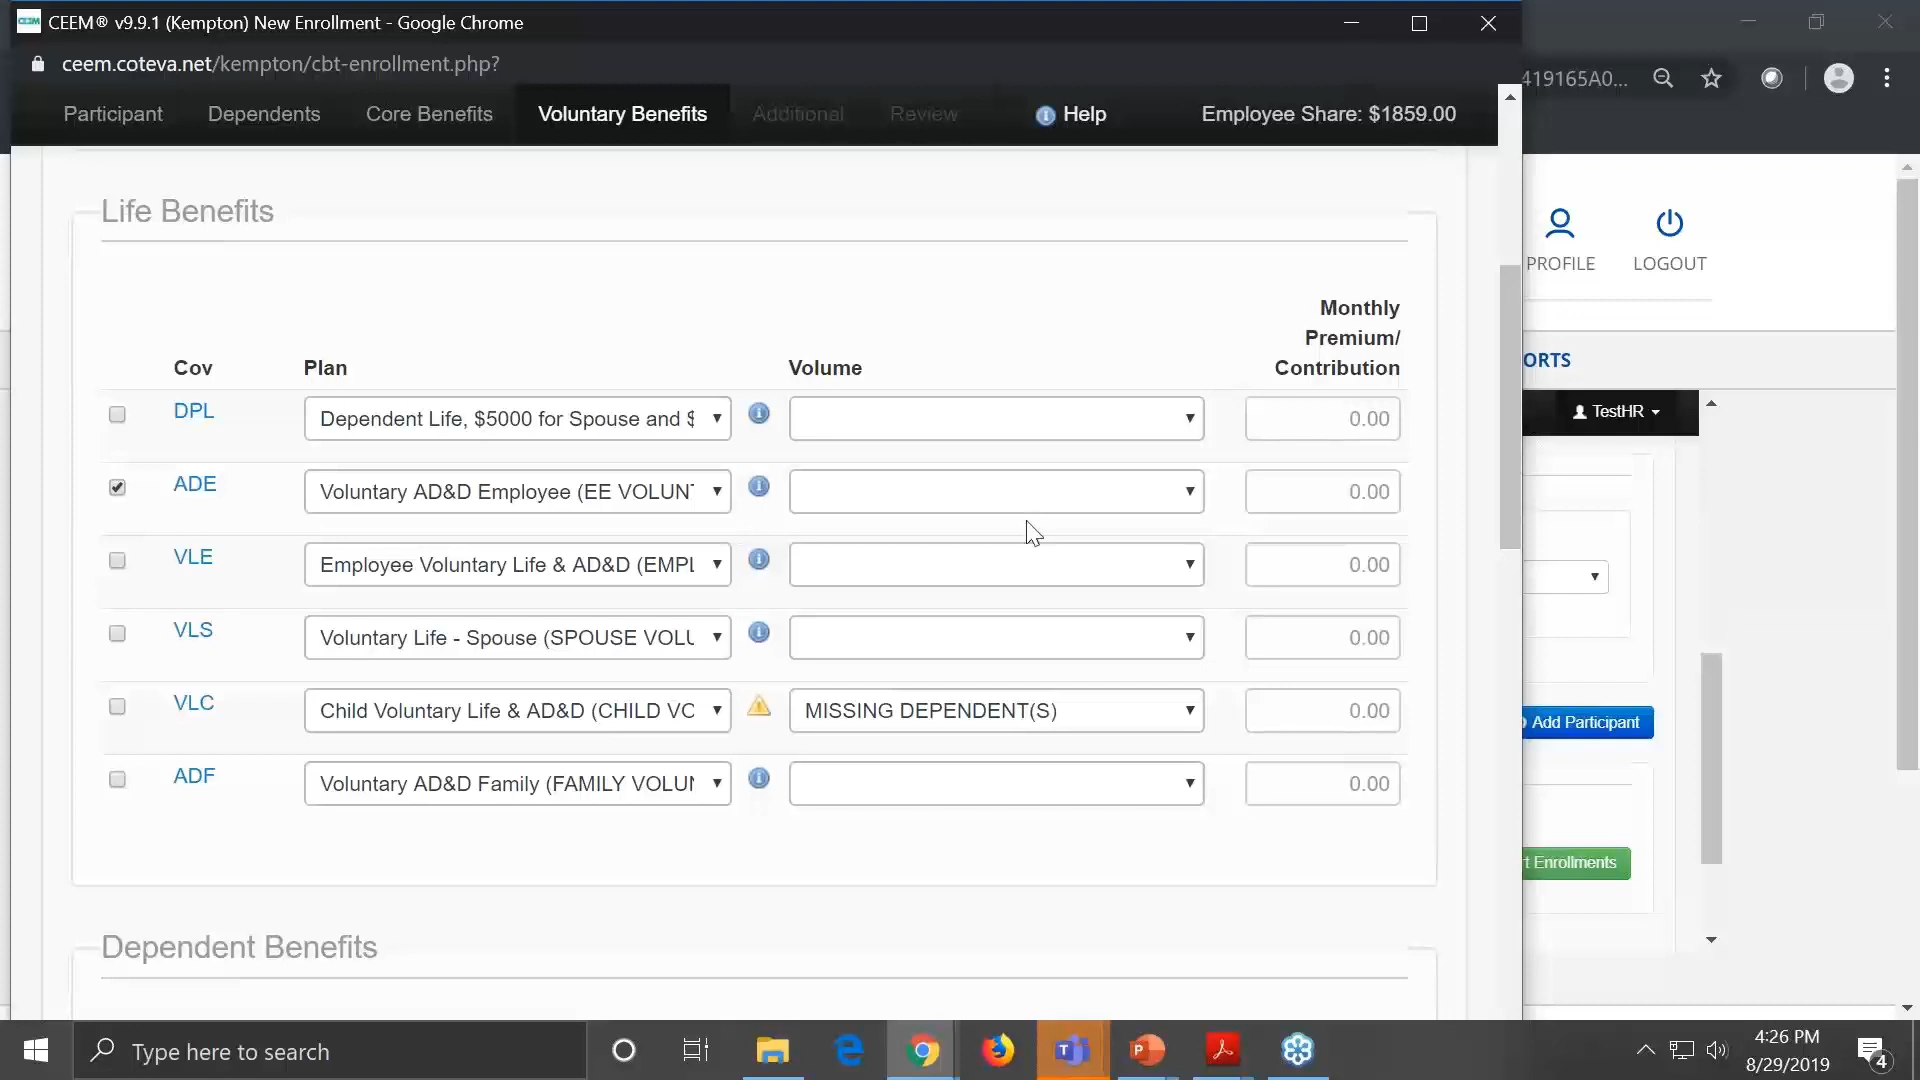 CEEM® v9.9.1 (Kempton) New Enrollment - Google Chrome
ceem.coteva.net/kempton/cbt-enrollment.php?
419165A0...
Participant Dependents Core Benefits Voluntary Benefits Additional Review Help Employee Share: $1859.00
PROFILE LOGOUT
ORTS
TestHR
Life Benefits
Monthly
Premium/
Cov Plan Volume Contribution
DPL Dependent Life, $5000 for Spouse and $ 0.00
ADE Voluntary AD&D Employee (EE VOLUNT 0.00
VLE Employee Voluntary Life & AD&D (EMPL 0.00
VLS Voluntary Life - Spouse (SPOUSE VOLU 0.00
VLC Child Voluntary Life & AD&D (CHILD VO MISSING DEPENDENT(S) 0.00
ADF Voluntary AD&D Family (FAMILY VOLUN 0.00
Add Participant
t Enrollments
Dependent Benefits
Type here to search
4:26 PM
8/29/2019
4